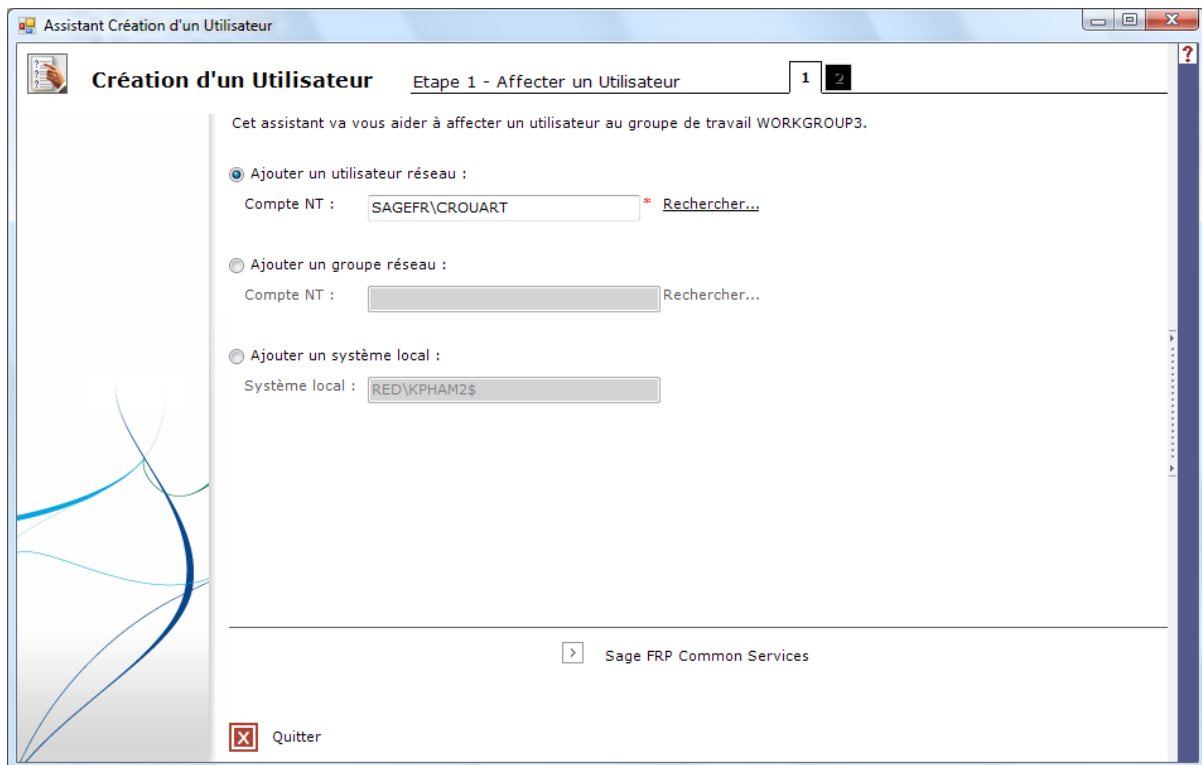 Assistant Création d'un Utilisateur
?
Création d'un Utilisateur Etape 1 - Affecter un Utilisateur 1 2
Cet assistant va vous aider à affecter un utilisateur au groupe de travail WORKGROUP3.
Ajouter un utilisateur réseau :
Compte NT : SAGEFR\CROUART * Rechercher...
Ajouter un groupe réseau :
Compte NT : Rechercher...
Ajouter un système local :
Système local : RED\KPHAM2$
> Sage FRP Common Services
X Quitter